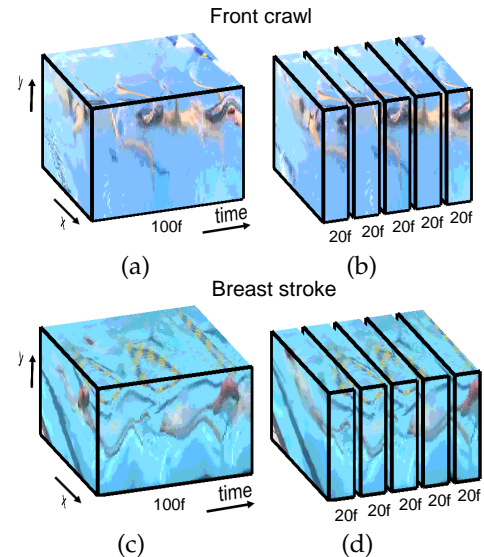 Front crawl
y
x
100f
time
20f 20f 20f 20f 20f
(a)
(b)
Breast stroke
y
x
100f
time
20f 20f 20f 20f 20f
(c)
(d)